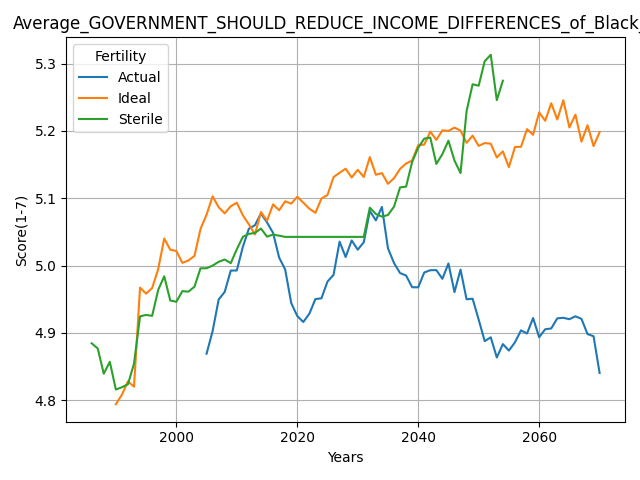 Average_GOVERNMENT_SHOULD_REDUCE_INCOME_DIFFERENCES_of_Black_
Fertility
Actual
Ideal
Sterile
Score(1-7)
5.3
5.2
5.1
5.0
4.9
4.8
2000 2020 2040 2060
Years